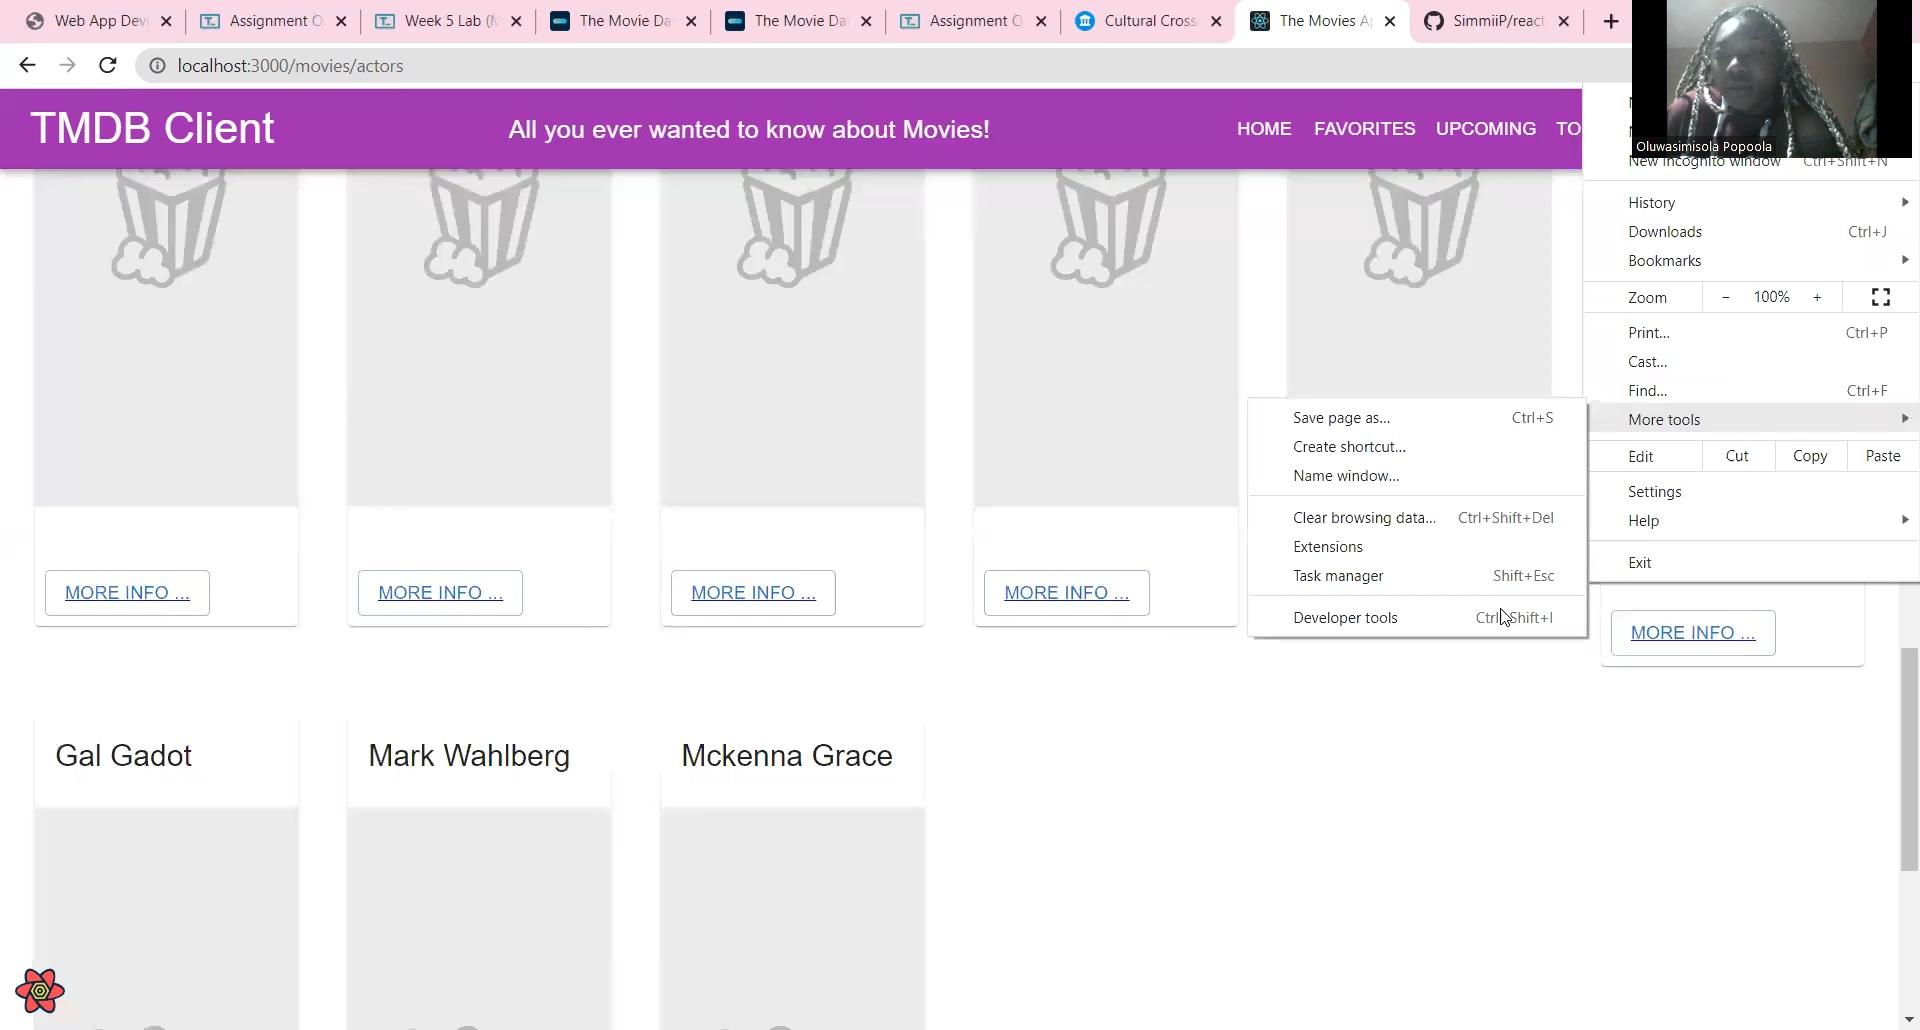 Web App Dev
Assignment O
Week 5 Lab (M
The Movie Da
The Movie Da
Assignment O
Cultural Cross
The Movies A
SimmiiP/react
localhost:3000/movies/actors
TMDB Client
All you ever wanted to know about Movies!
HOME
FAVORITES
UPCOMING
TO
Oluwasimisola Popoola
New Incognito window Ctrl+Shift+N
History
Downloads Ctrl+J
Bookmarks
Zoom - 100% +
Print... Ctrl+P
Cast...
Find... Ctrl+F
More tools
Edit Cut Copy Paste
Settings
Help
Exit
Save page as... Ctrl+S
Create shortcut...
Name window...
Clear browsing data... Ctrl+Shift+Del
Extensions
Task manager Shift+Esc
Developer tools Ctrl+Shift+I
MORE INFO ...
MORE INFO ...
MORE INFO ...
MORE INFO ...
MORE INFO ...
Gal Gadot
Mark Wahlberg
Mckenna Grace